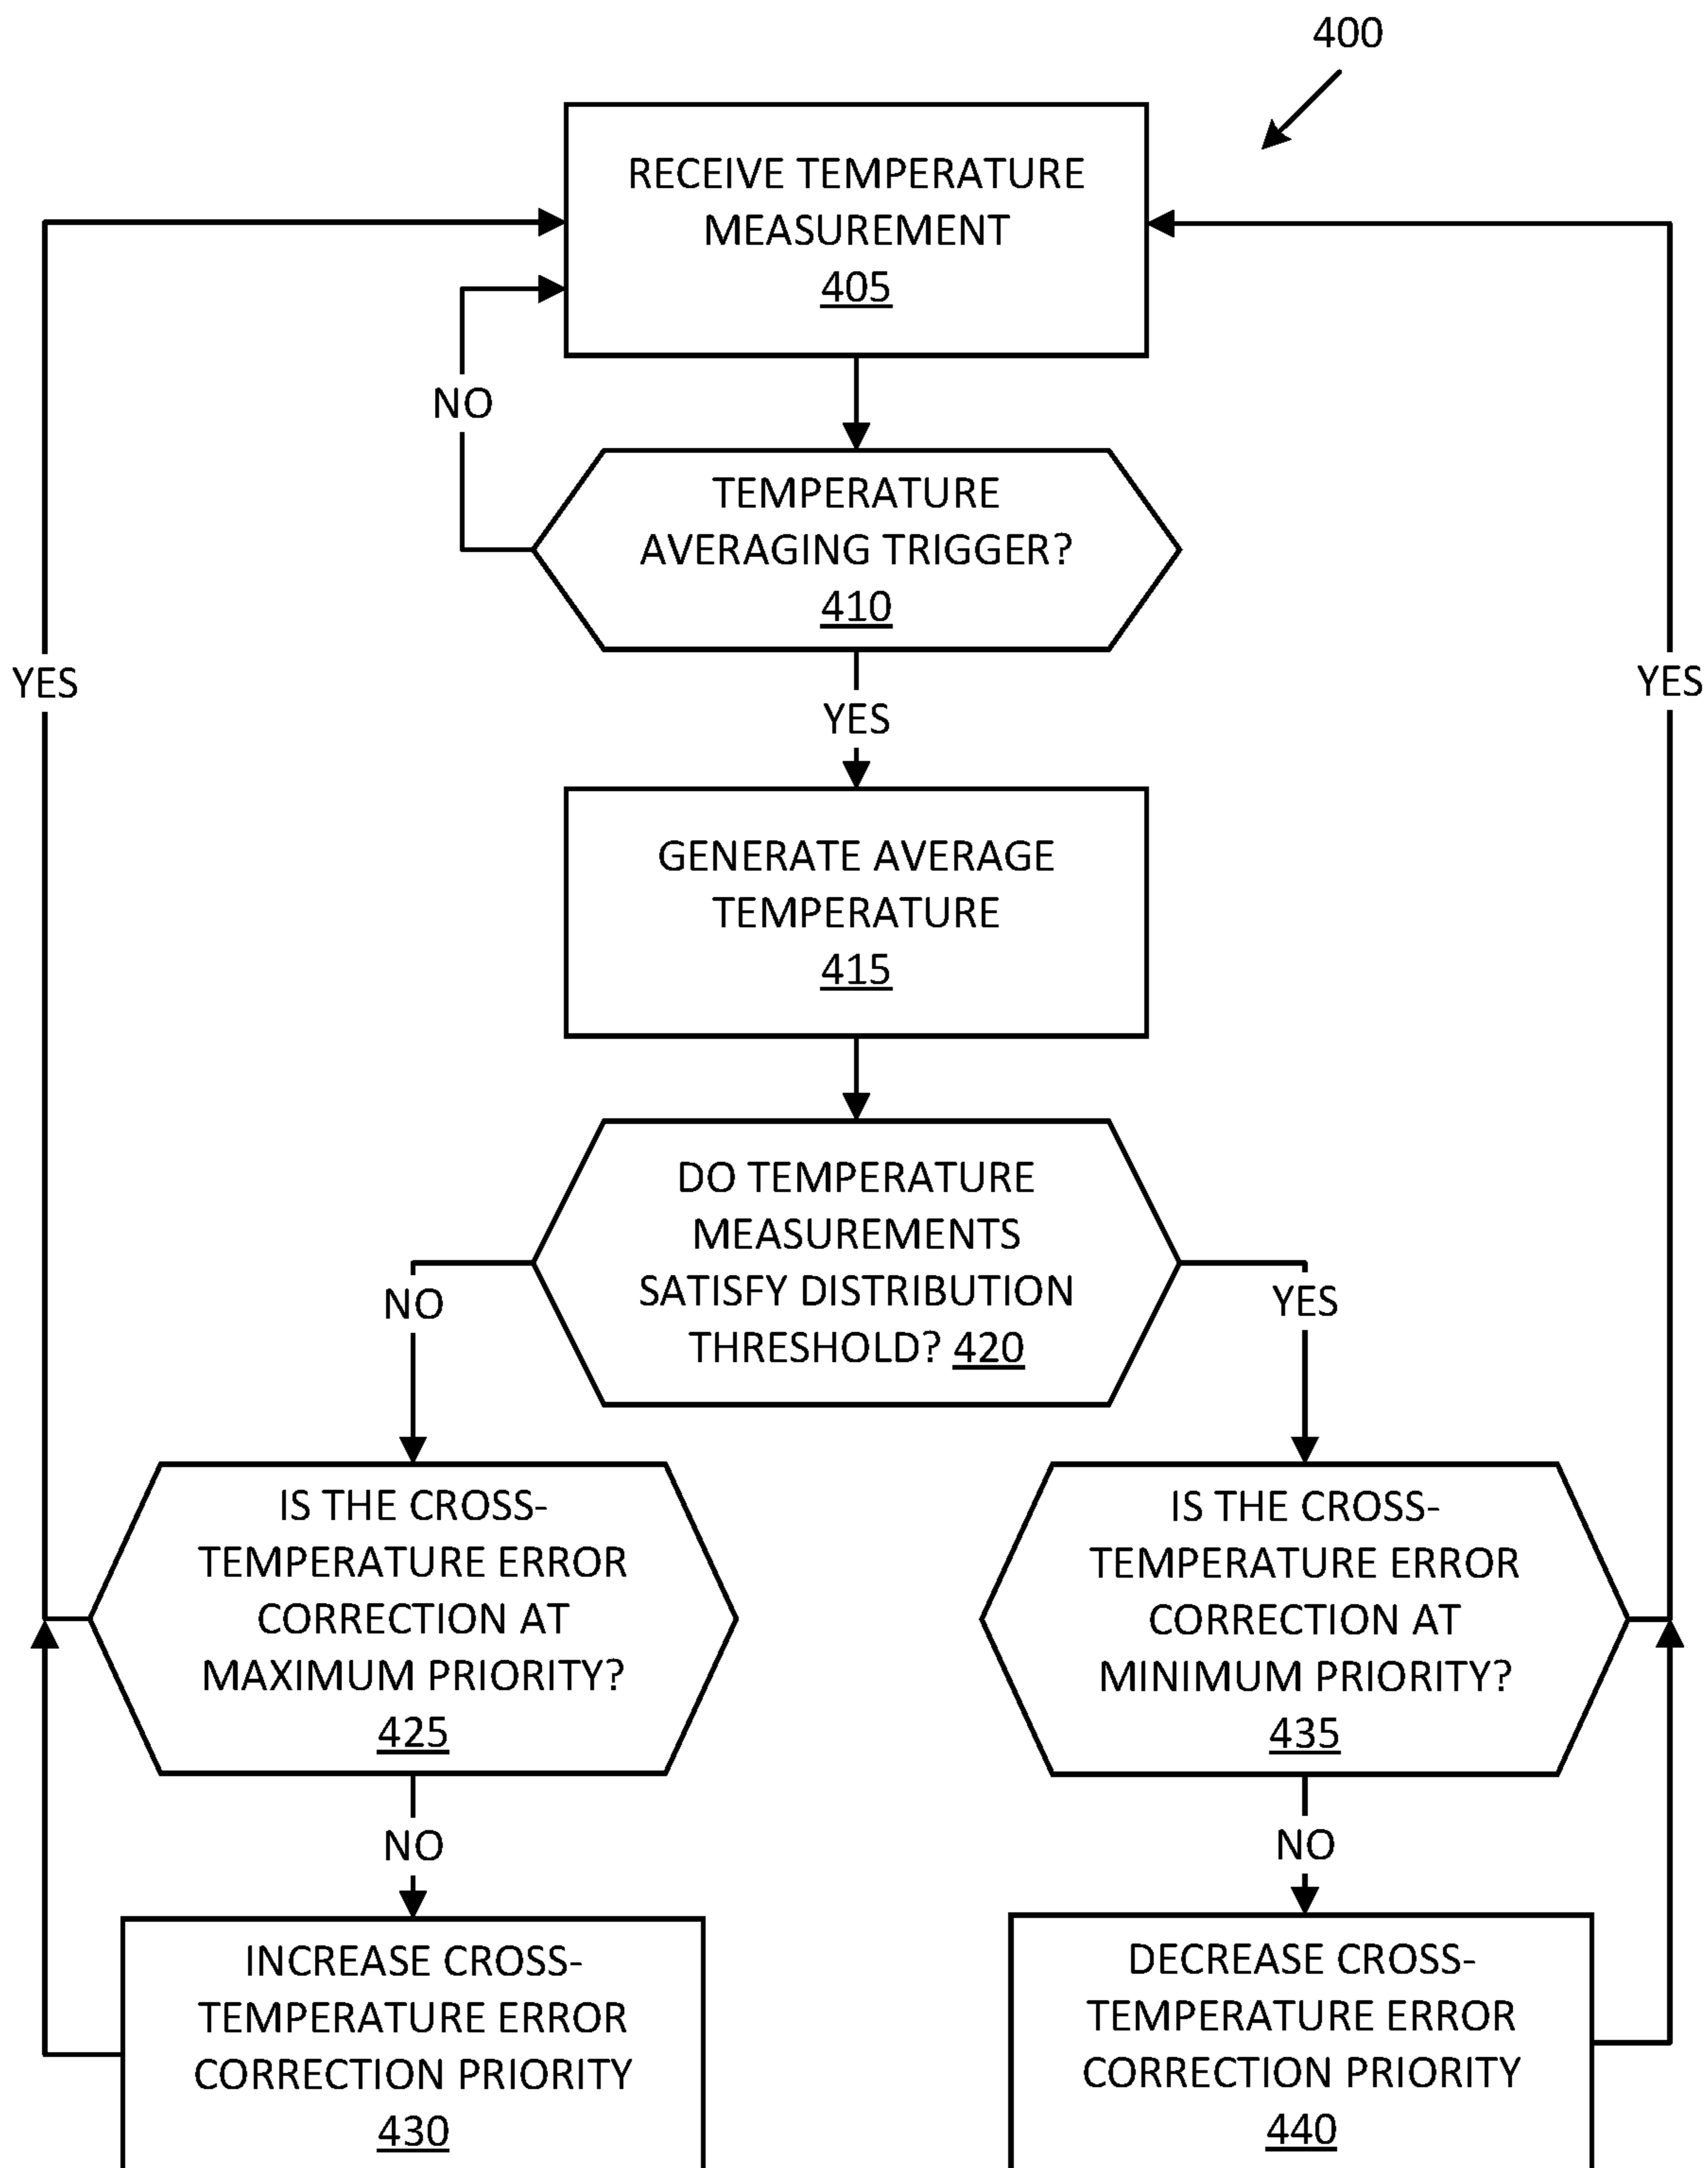 400
RECEIVE TEMPERATURE
MEASUREMENT
405
NO
TEMPERATURE
AVERAGING TRIGGER?
410
YES
YES
YES
GENERATE AVERAGE
TEMPERATURE
415
DO TEMPERATURE
MEASUREMENTS
SATISFY DISTRIBUTION
THRESHOLD? 420
NO
YES
IS THE CROSS-
TEMPERATURE ERROR
CORRECTION AT
MAXIMUM PRIORITY?
425
IS THE CROSS-
TEMPERATURE ERROR
CORRECTION AT
MINIMUM PRIORITY?
435
NO
NO
INCREASE CROSS-
TEMPERATURE ERROR
CORRECTION PRIORITY
430
DECREASE CROSS-
TEMPERATURE ERROR
CORRECTION PRIORITY
440